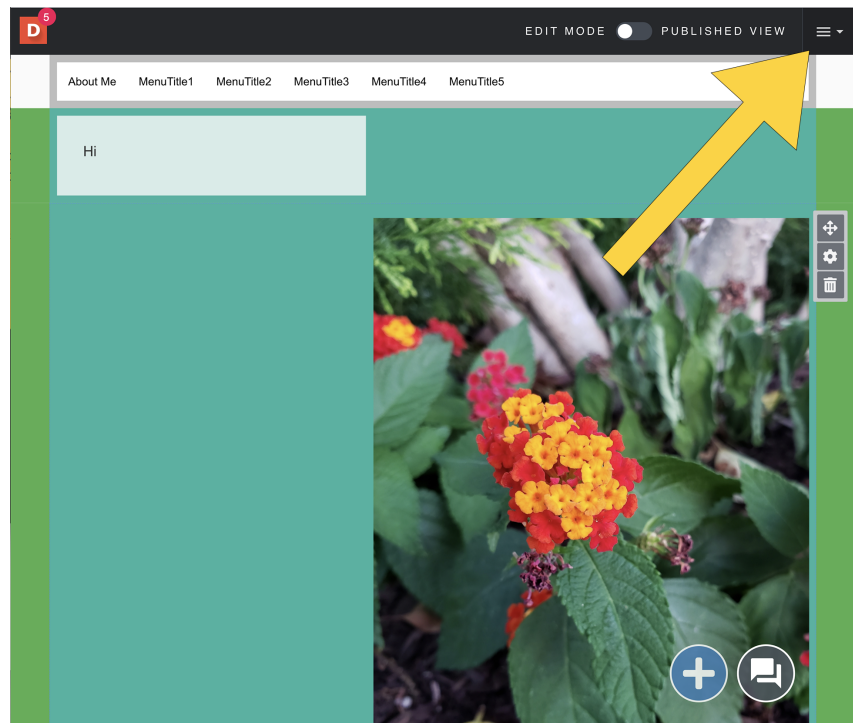 D
5
EDIT MODE PUBLISHED VIEW
About Me MenuTitle1 MenuTitle2 MenuTitle3 MenuTitle4 MenuTitle5
Hi